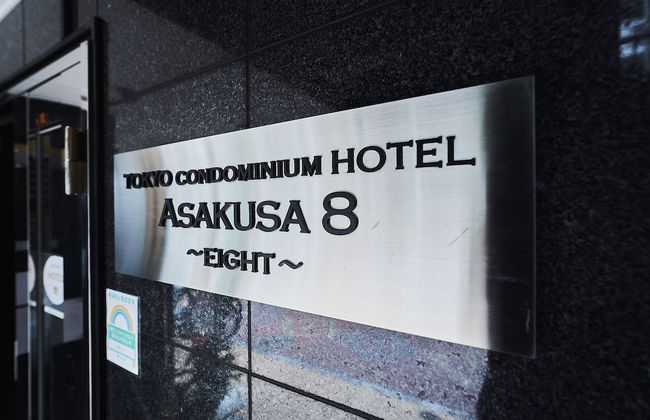 TOKYO CONDOMINIUM HOTEL
ASAKUSA 8
~EIGHT~